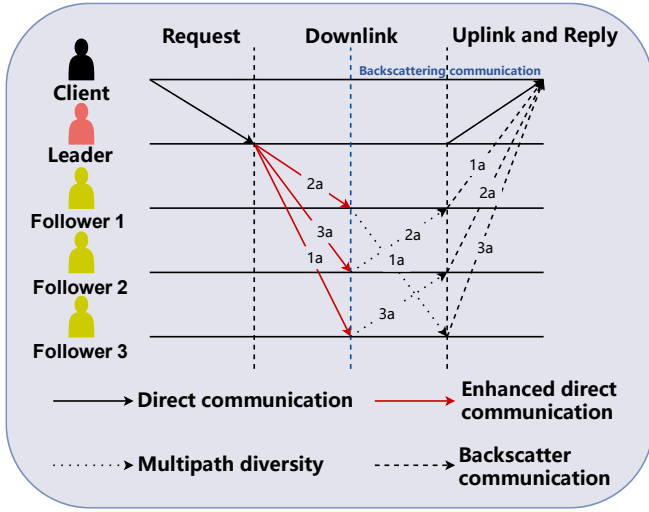 Request Downlink Uplink and Reply
Backscattering communication
Client
Leader
Follower 1
Follower 2
Follower 3
2a
3a
1a
2a
1a
3a
1a
2a
3a
Direct communication
Enhanced direct
communication
Multipath diversity
Backscatter
communication